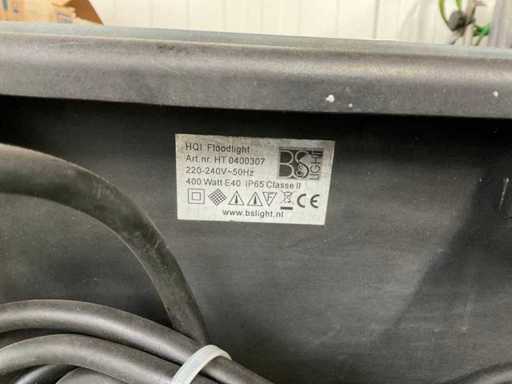 HQI Floodlight
Art.nr. HT 0400307
220-240V~50Hz
400 Watt E40 IP65 Classe II
BS LIGHT
CE
www.bslight.nl